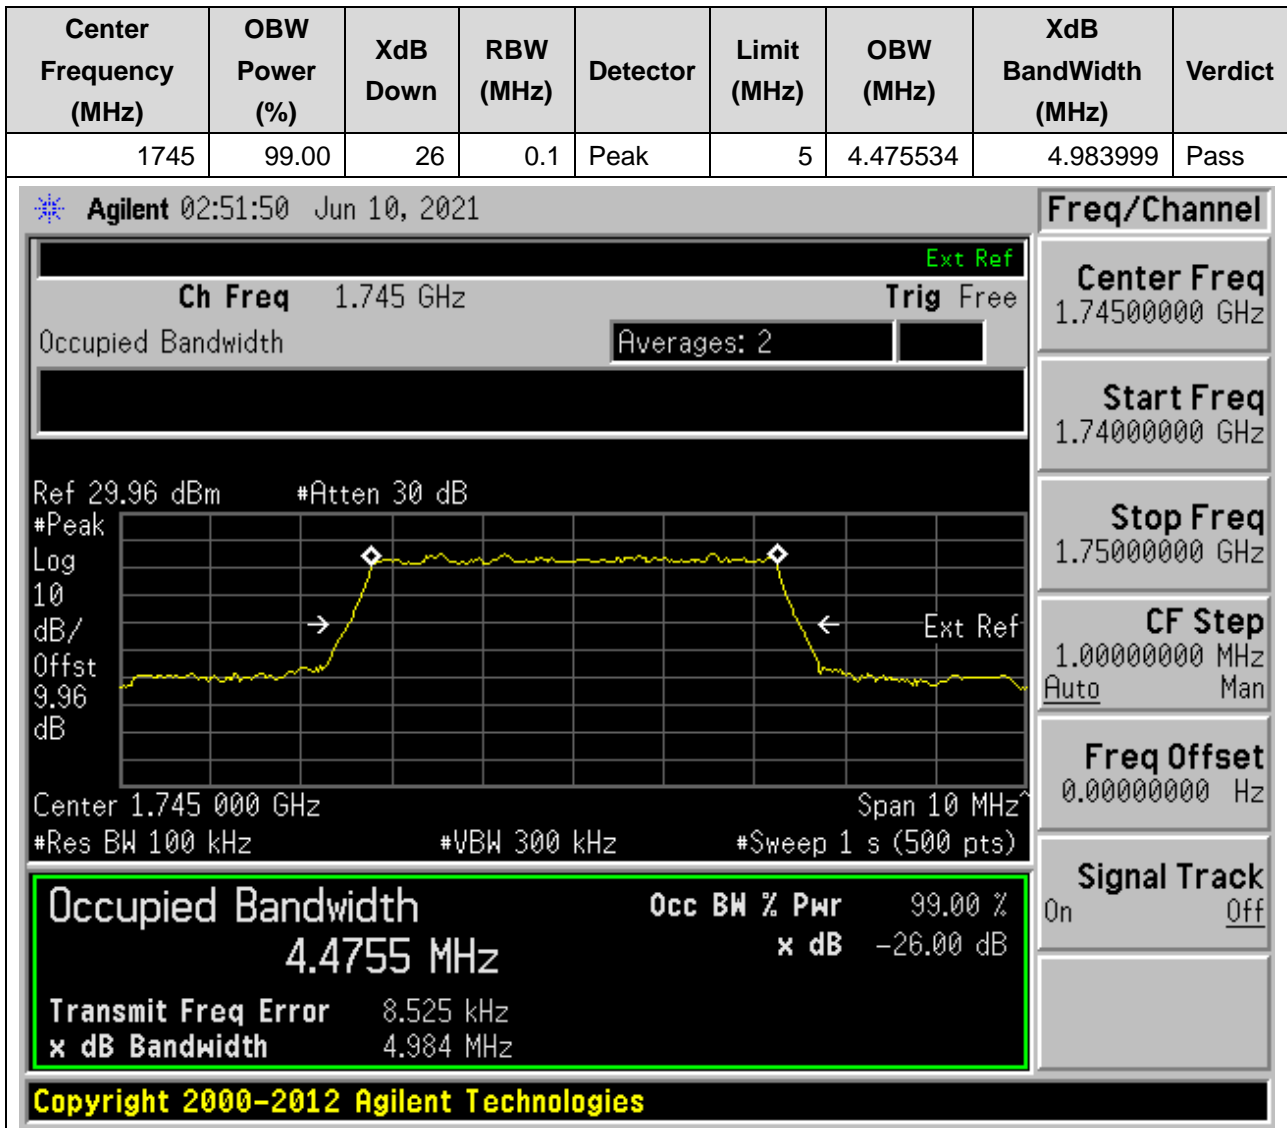 Center Frequency (MHz) OBW Power (%) XdB Down RBW (MHz) Detector Limit (MHz) OBW (MHz) XdB BandWidth (MHz) Verdict
1745 99.00 26 0.1 Peak 5 4.475534 4.983999 Pass
Agilent 02:51:50 Jun 10, 2021
Freq/Channel
Ext Ref
Ch Freq 1.745 GHz Trig Free
Occupied Bandwidth Averages: 2
Center Freq
1.74500000 GHz
Start Freq
1.74000000 GHz
Stop Freq
1.75000000 GHz
CF Step
1.00000000 MHz
Auto Man
Freq Offset
0.00000000 Hz
Signal Track
On Off
Ref 29.96 dBm #Atten 30 dB
#Peak
Log
10
dB/
Offst
9.96
dB
Ext Ref
Center 1.745 000 GHz Span 10 MHz^
#Res BW 100 kHz #VBW 300 kHz #Sweep 1 s (500 pts)
Occupied Bandwidth Occ BW % Pwr 99.00 %
4.4755 MHz x dB -26.00 dB
Transmit Freq Error 8.525 kHz
x dB Bandwidth 4.984 MHz
Copyright 2000-2012 Agilent Technologies